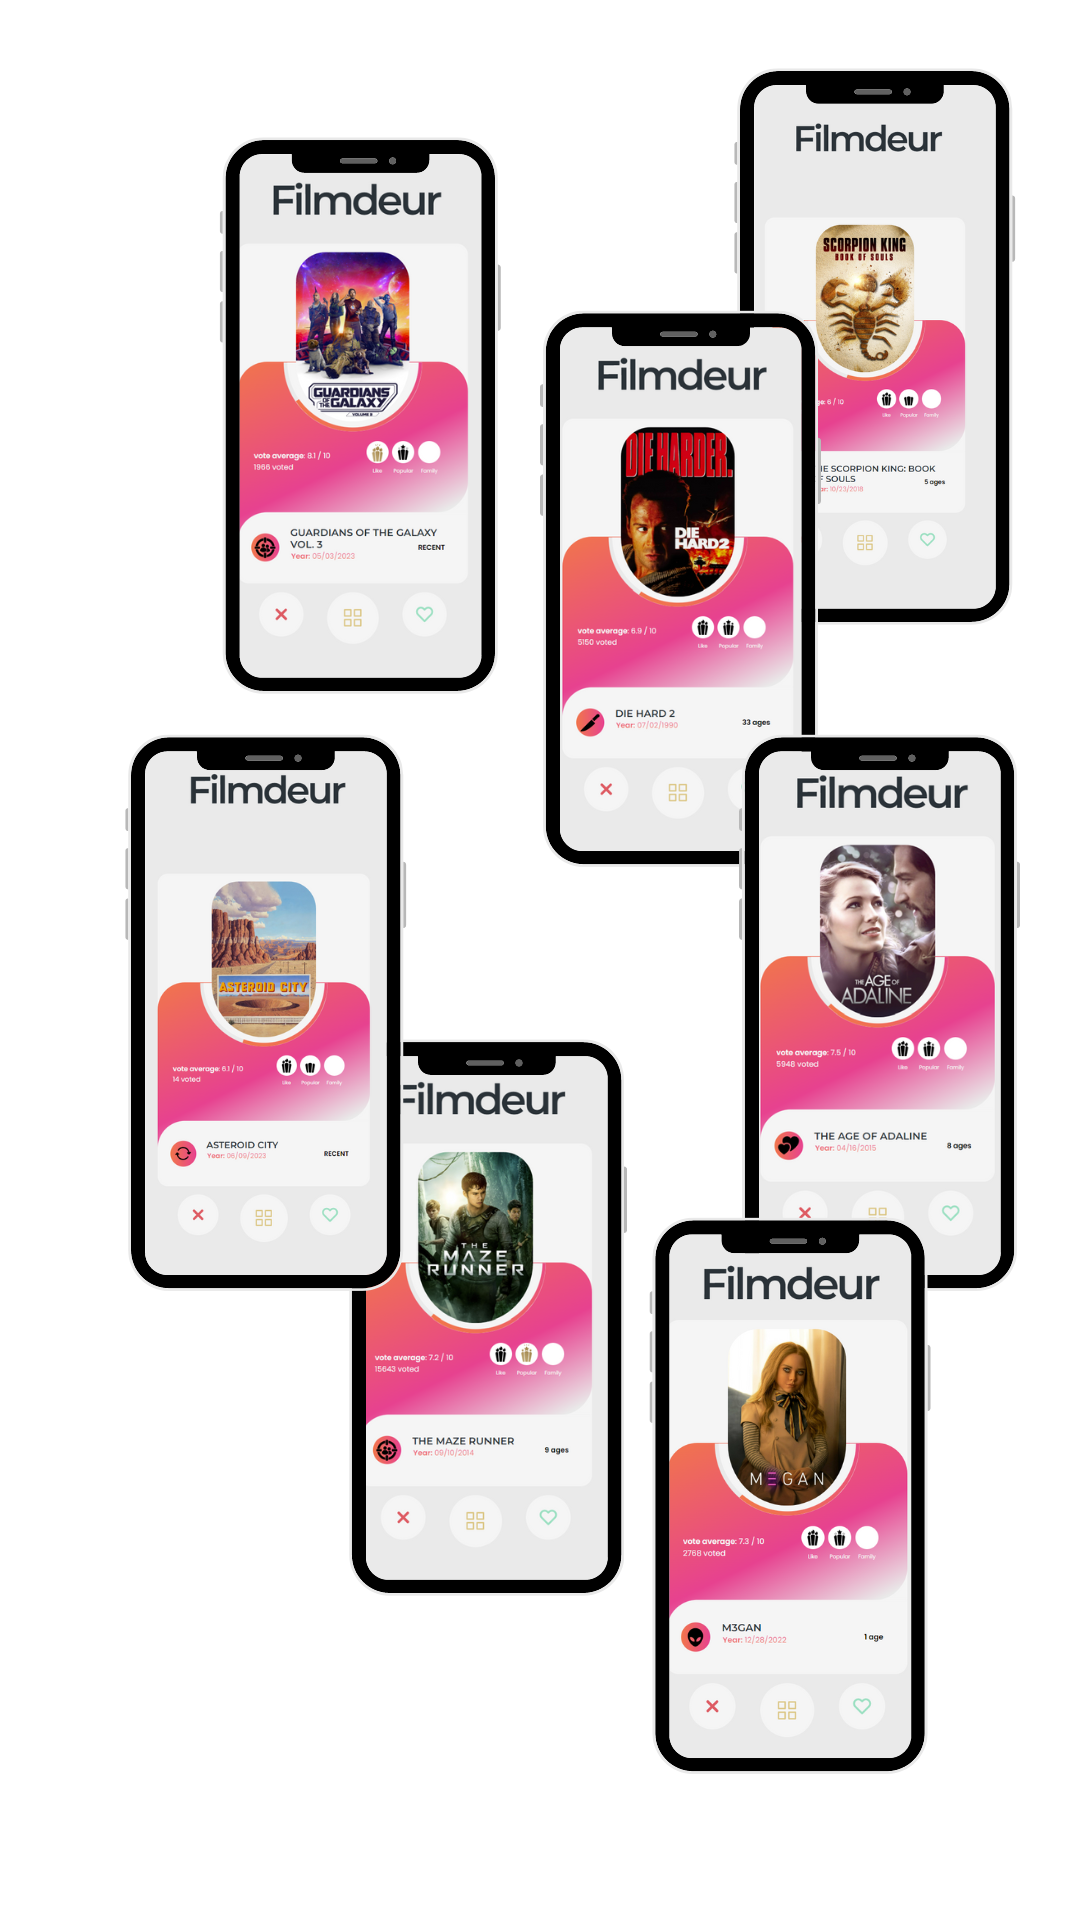 Filmdeur
GUARDIANS
OF THE
GALAXY
VOLUME 3
vote average: 8.1 / 10
1966 voted
Like
Popular
Family
GUARDIANS OF THE GALAXY
VOL. 3
Year: 05/03/2023
RECENT
Filmdeur
SCORPION KING
BOOK OF SOULS
ge: 6 / 10
Like
Popular
Family
IE SCORPION KING: BOOK
F SOULS
ar: 10/23/2018
5 ages
Filmdeur
DIE HARDER.
DIE
HARD2
vote average: 6.9 / 10
5150 voted
Like
Popular
Family
DIE HARD 2
Year: 07/02/1990
33 ages
Filmdeur
ASTEROID CITY
vote average: 6.1 / 10
14 voted
Like
Popular
Family
ASTEROID CITY
Year: 06/09/2023
RECENT
Filmdeur
THE AGE OF
ADALINE
vote average: 7.5 / 10
5948 voted
Like
Popular
Family
THE AGE OF ADALINE
Year: 04/16/2015
8 ages
Filmdeur
THE
MAZE
RUNNER
vote average: 7.2 / 10
15643 voted
Like
Popular
Family
THE MAZE RUNNER
Year: 09/10/2014
9 ages
Filmdeur
M3GAN
vote average: 7.3 / 10
2768 voted
Like
Popular
Family
M3GAN
Year: 12/28/2022
1 age